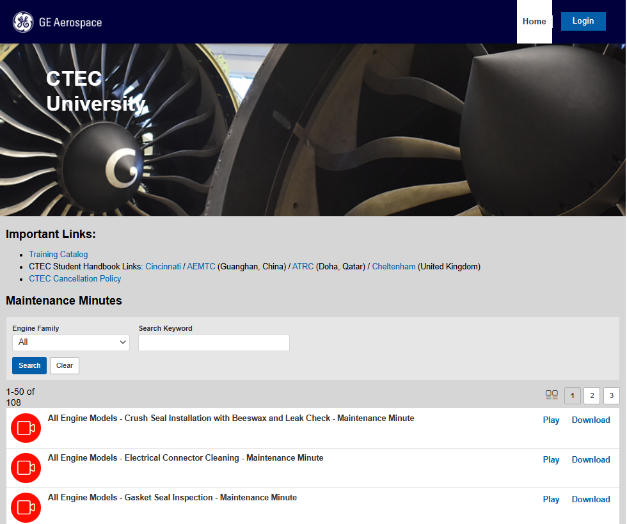 GE Aerospace
Home
Login
CTEC
University
Important Links:
Training Catalog
CTEC Student Handbook Links: Cincinnati / AEMTC (Guanghan, China) / ATRC (Doha, Qatar) / Cheltenham (United Kingdom)
CTEC Cancellation Policy
Maintenance Minutes
Engine Family
Search Keyword
All
Search
Clear
1-50 of
108
1
2
3
All Engine Models - Crush Seal Installation with Beeswax and Leak Check - Maintenance Minute
Play
Download
All Engine Models - Electrical Connector Cleaning - Maintenance Minute
Play
Download
All Engine Models - Gasket Seal Inspection - Maintenance Minute
Play
Download